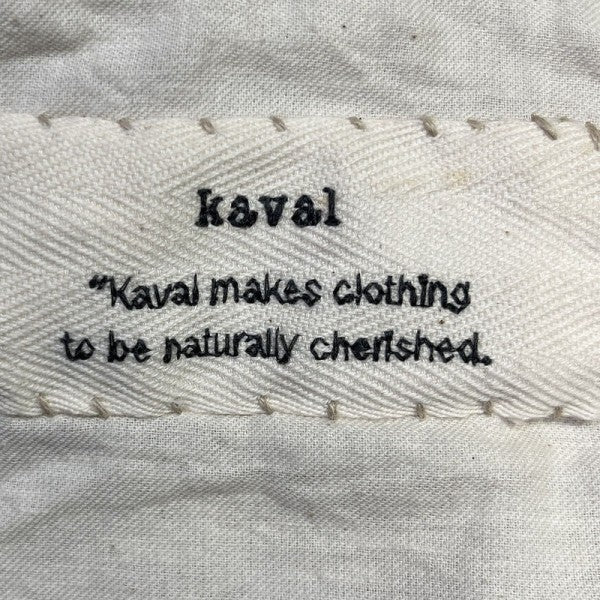 kaval
"Kaval makes clothing
to be naturally cherished.